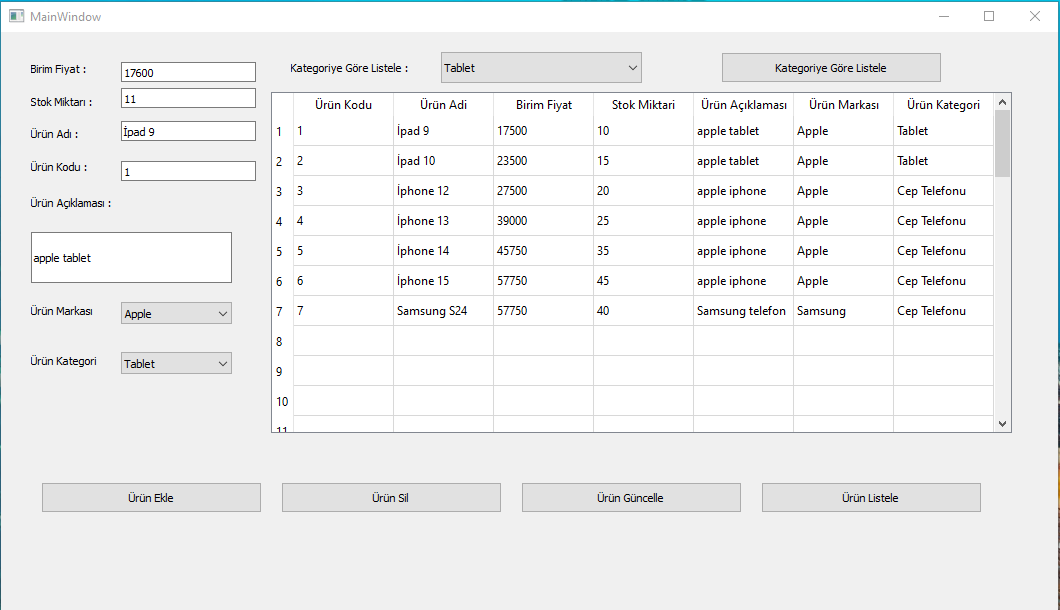 MainWindow
Birim Fiyat :
17600
Stok Miktarı :
11
Ürün Adı :
İpad 9
Ürün Kodu :
1
Ürün Açıklaması :
apple tablet
Ürün Markası
Apple
Ürün Kategori
Tablet
Kategoriye Göre Listele :
Tablet
Kategoriye Göre Listele
Ürün Kodu Ürün Adi Birim Fiyat Stok Miktari Ürün Açıklaması Ürün Markası Ürün Kategori
1 1 İpad 9 17500 10 apple tablet Apple Tablet
2 2 İpad 10 23500 15 apple tablet Apple Tablet
3 3 İphone 12 27500 20 apple iphone Apple Cep Telefonu
4 4 İphone 13 39000 25 apple iphone Apple Cep Telefonu
5 5 İphone 14 45750 35 apple iphone Apple Cep Telefonu
6 6 İphone 15 57750 45 apple iphone Apple Cep Telefonu
7 7 Samsung S24 57750 40 Samsung telefon Samsung Cep Telefonu
8
9
10
11
Ürün Ekle
Ürün Sil
Ürün Güncelle
Ürün Listele